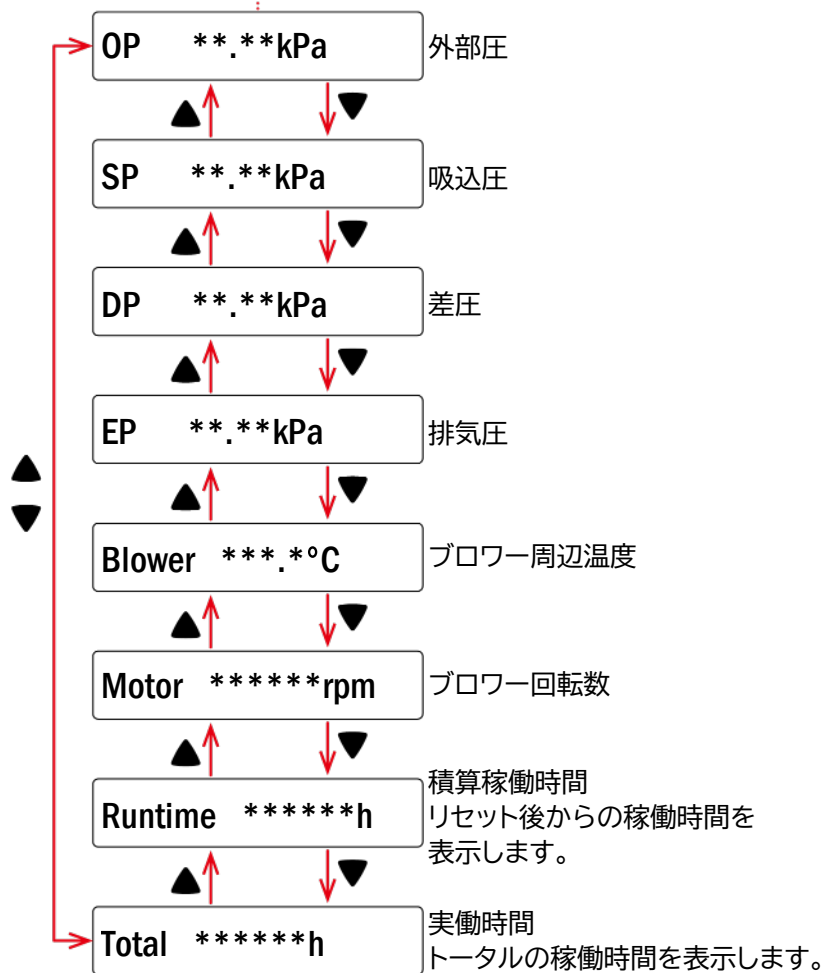 OP **.**kPa 外部圧
▲ ▼
SP **.**kPa 吸込圧
▲ ▼
DP **.**kPa 差圧
▲ ▼
EP **.**kPa 排気圧
▲
▼
▲ ▼
Blower ***.*°C ブロワー周辺温度
▲ ▼
Motor ******rpm ブロワー回転数
▲ ▼
Runtime ******h
積算稼働時間
リセット後からの稼働時間を
表示します。
▲ ▼
Total ******h
実働時間
トータルの稼働時間を表示します。